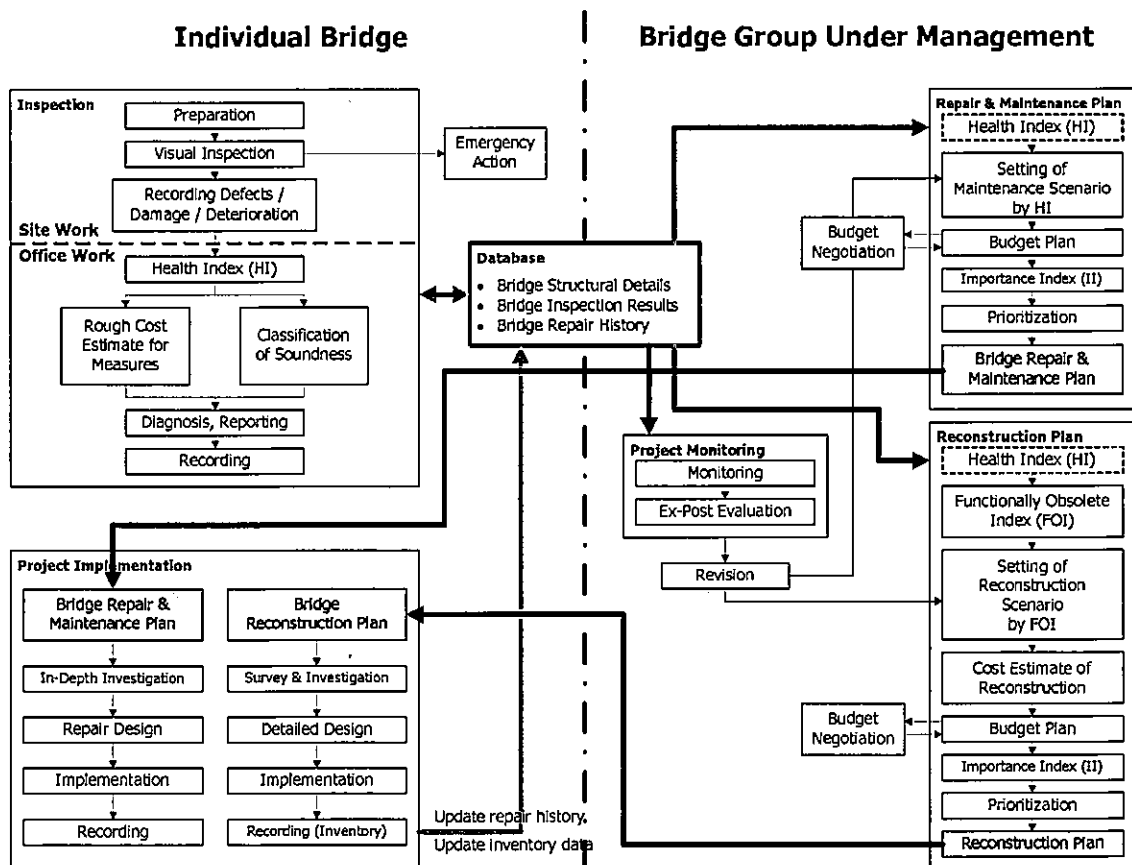 Individual Bridge
Bridge Group Under Management
Inspection
Preparation
Visual Inspection
Emergency
Action
Recording Defects /
Damage / Deterioration
Site Work
Office Work
Health Index (HI)
Rough Cost
Estimate for
Measures
Classification
of Soundness
Diagnosis, Reporting
Recording
Database
• Bridge Structural Details
• Bridge Inspection Results
• Bridge Repair History
Repair & Maintenance Plan
Health Index (HI)
Setting of
Maintenance Scenario
by HI
Budget
Negotiation
Budget Plan
Importance Index (II)
Prioritization
Bridge Repair &
Maintenance Plan
Project Monitoring
Monitoring
Ex-Post Evaluation
Revision
Reconstruction Plan
Health Index (HI)
Functionally Obsolete
Index (FOI)
Setting of
Reconstruction
Scenario
by FOI
Cost Estimate of
Reconstruction
Budget
Negotiation
Budget Plan
Importance Index (II)
Prioritization
Reconstruction Plan
Project Implementation
Bridge Repair &
Maintenance Plan
In-Depth Investigation
Repair Design
Implementation
Recording
Bridge
Reconstruction Plan
Survey & Investigation
Detailed Design
Implementation
Recording (Inventory)
Update repair history
Update inventory data